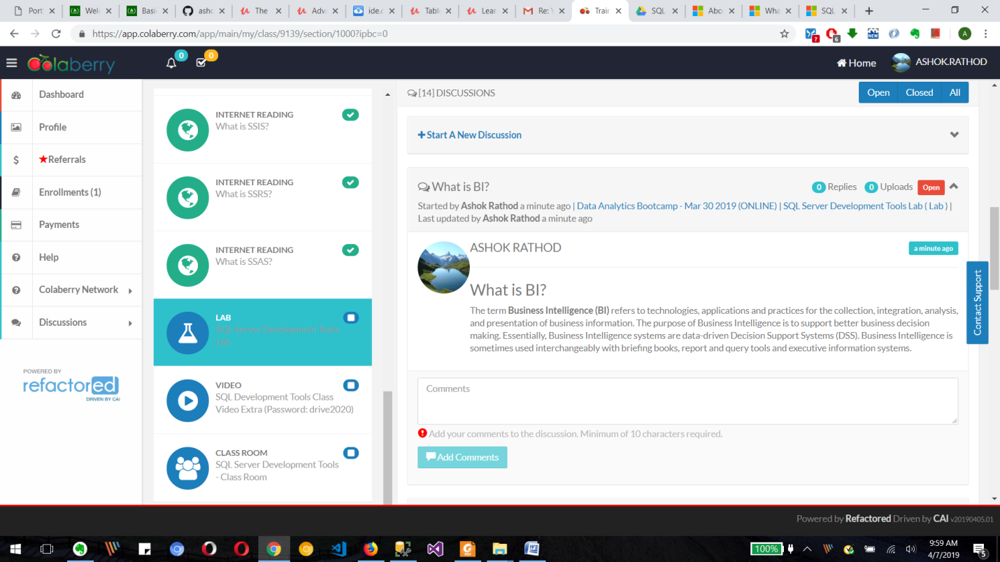 Port
Welc
Basi
asho
The
Adva
ide.c
Table
Lear
Re: Y
Train
SQL
Abo
Wha
SQL
https://app.colaberry.com/app/main/my/class/9139/section/1000?ipbc=0
?
6
NEW
A
Colaberry
0
0
Home
ASHOK.RATHOD
Dashboard
Profile
$ Referrals
Enrollments (1)
Payments
Help
Colaberry Network
Discussions
POWERED BY
refactored
DRIVEN BY CAI
INTERNET READING
What is SSIS?
INTERNET READING
What is SSRS?
INTERNET READING
What is SSAS?
LAB
SQL Server Development Tools
Lab
VIDEO
SQL Development Tools Class
Video Extra (Password: drive2020)
CLASS ROOM
SQL Server Development Tools
- Class Room
[14] DISCUSSIONS
Open Closed All
+Start A New Discussion
What is BI?
0 Replies 0 Uploads Open
Started by Ashok Rathod a minute ago | Data Analytics Bootcamp - Mar 30 2019 (ONLINE) | SQL Server Development Tools Lab ( Lab ) |
Last updated by Ashok Rathod a minute ago
ASHOK RATHOD
a minute ago
What is BI?
The term Business Intelligence (BI) refers to technologies, applications and practices for the collection, integration, analysis,
and presentation of business information. The purpose of Business Intelligence is to support better business decision
making. Essentially, Business Intelligence systems are data-driven Decision Support Systems (DSS). Business Intelligence is
sometimes used interchangeably with briefing books, report and query tools and executive information systems.
Comments
Add your comments to the discussion. Minimum of 10 characters required.
Add Comments
Contact Support
Powered by Refactored Driven by CAI v20190405.01
100%
9:59 AM
4/7/2019
5